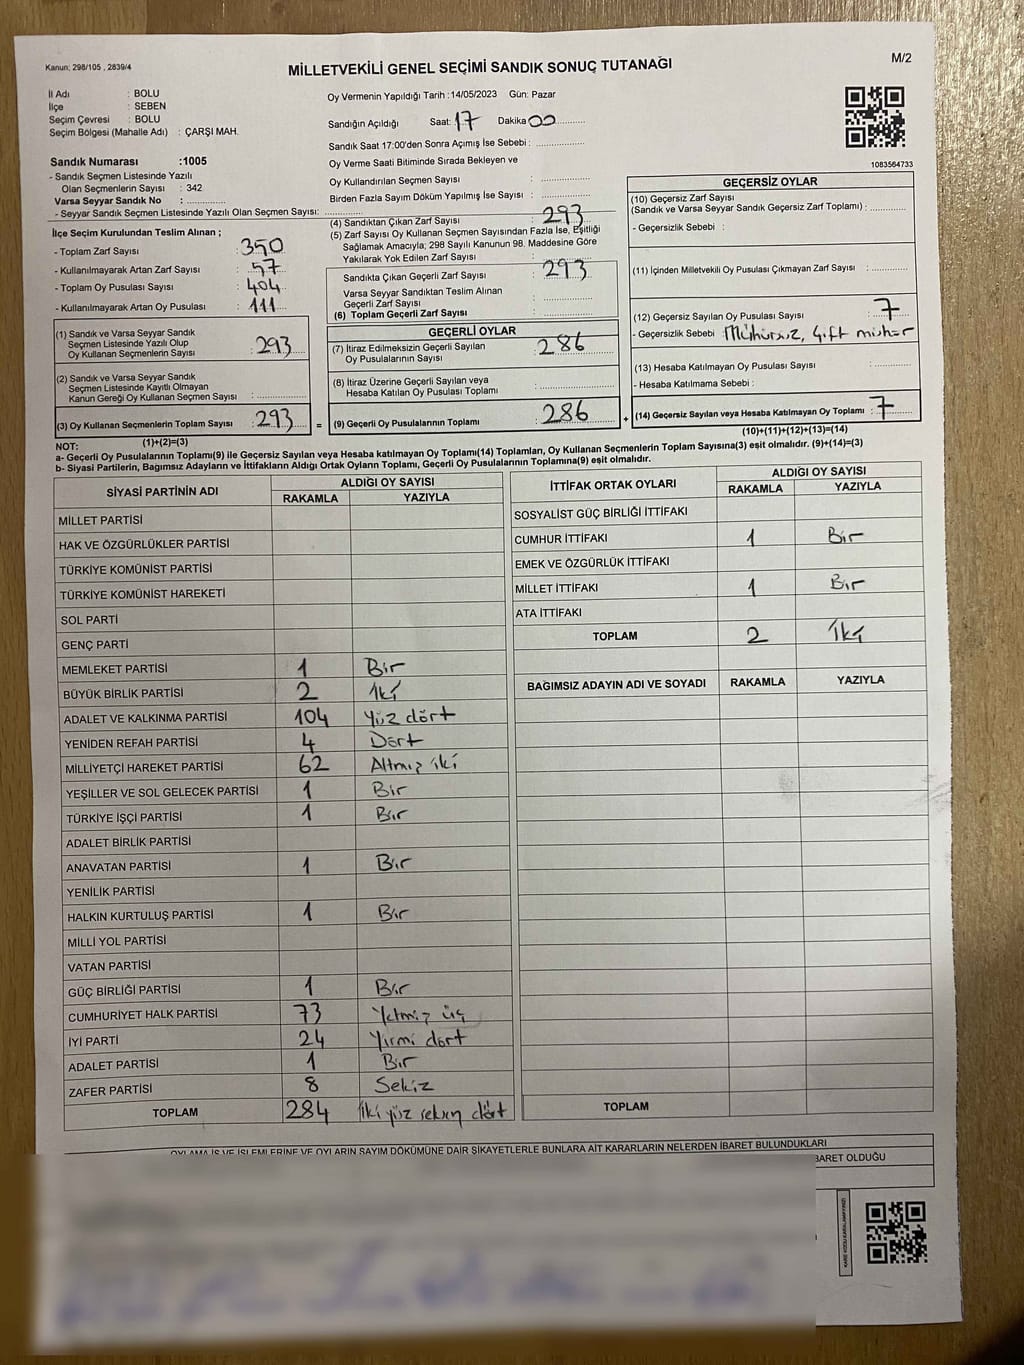 Kanun; 298/105 , 2839/4
MİLLETVEKİLİ GENEL SEÇİMİ SANDIK SONUÇ TUTANAĞI
M/2
İl Adı : BOLU
İlçe : SEBEN
Seçim Çevresi : BOLU
Seçim Bölgesi (Mahalle Adı) : ÇARŞI MAH.
Sandık Numarası :1005
- Sandık Seçmen Listesinde Yazılı
Olan Seçmenlerin Sayısı : 342
Varsa Seyyar Sandık No : ............
- Seyyar Sandık Seçmen Listesinde Yazılı Olan Seçmen Sayısı: ............
İlçe Seçim Kurulundan Teslim Alınan ;
- Toplam Zarf Sayısı : 350
- Kullanılmayarak Artan Zarf Sayısı : 57
- Toplam Oy Pusulası Sayısı : 404
- Kullanılmayarak Artan Oy Pusulası : 111
(1) Sandık ve Varsa Seyyar Sandık
Seçmen Listesinde Yazılı Olup
Oy Kullanan Seçmenlerin Sayısı : 293
(2) Sandık ve Varsa Seyyar Sandık
Seçmen Listesinde Kayıtlı Olmayan
Kanun Gereği Oy Kullanan Seçmen Sayısı : ............
(3) Oy Kullanan Seçmenlerin Toplam Sayısı : 293
(1)+(2)=(3)
Oy Vermenin Yapıldığı Tarih :14/05/2023 Gün: Pazar
Sandığın Açıldığı Saat: 17 Dakika 00
Sandık Saat 17:00'den Sonra Açımış İse Sebebi : ............
Oy Verme Saati Bitiminde Sırada Bekleyen ve
Oy Kullandırılan Seçmen Sayısı : ............
Birden Fazla Sayım Döküm Yapılmış İse Sayısı : ............
(4) Sandıktan Çıkan Zarf Sayısı : 293
(5) Zarf Sayısı Oy Kullanan Seçmen Sayısından Fazla İse, Eşitliği
Sağlamak Amacıyla; 298 Sayılı Kanunun 98. Maddesine Göre
Yakılarak Yok Edilen Zarf Sayısı : ............
Sandıkta Çıkan Geçerli Zarf Sayısı : 293
Varsa Seyyar Sandıktan Teslim Alınan
Geçerli Zarf Sayısı : ............
(6) Toplam Geçerli Zarf Sayısı : ............
GEÇERLİ OYLAR
(7) İtiraz Edilmeksizin Geçerli Sayılan
Oy Pusulalarının Sayısı : 286
(8) İtiraz Üzerine Geçerli Sayılan veya
Hesaba Katılan Oy Pusulası Toplamı : ............
= (9) Geçerli Oy Pusulalarının Toplamı : 286
1083564733
GEÇERSİZ OYLAR
(10) Geçersiz Zarf Sayısı
(Sandık ve Varsa Seyyar Sandık Geçersiz Zarf Toplamı) : ............
- Geçersizlik Sebebi :
(11) İçinden Milletvekili Oy Pusulası Çıkmayan Zarf Sayısı : ............
(12) Geçersiz Sayılan Oy Pusulası Sayısı : 7
- Geçersizlik Sebebi : Mühürsüz, Çift mühür
(13) Hesaba Katılmayan Oy Pusulası Sayısı : ............
- Hesaba Katılmama Sebebi :
+ (14) Geçersiz Sayılan veya Hesaba Katılmayan Oy Toplamı : 7
(10)+(11)+(12)+(13)=(14)
NOT:
a- Geçerli Oy Pusulalarının Toplamı(9) ile Geçersiz Sayılan veya Hesaba katılmayan Oy Toplamı(14) Toplamları, Oy Kullanan Seçmenlerin Toplam Sayısına(3) eşit olmalıdır. (9)+(14)=(3)
b- Siyasi Partilerin, Bağımsız Adayların ve İttifakların Aldığı Ortak Oyların Toplamı, Geçerli Oy Pusulalarının Toplamına(9) eşit olmalıdır.
SİYASİ PARTİNİN ADI ALDIĞI OY SAYISI
RAKAMLA YAZIYLA
MİLLET PARTİSİ
HAK VE ÖZGÜRLÜKLER PARTİSİ
TÜRKİYE KOMÜNİST PARTİSİ
TÜRKİYE KOMÜNİST HAREKETİ
SOL PARTİ
GENÇ PARTİ
MEMLEKET PARTİSİ 1 Bir
BÜYÜK BİRLİK PARTİSİ 2 İki
ADALET VE KALKINMA PARTİSİ 104 Yüz dört
YENİDEN REFAH PARTİSİ 4 Dört
MİLLİYETÇİ HAREKET PARTİSİ 62 Altmış iki
YEŞİLLER VE SOL GELECEK PARTİSİ 1 Bir
TÜRKİYE İŞÇİ PARTİSİ 1 Bir
ADALET BİRLİK PARTİSİ
ANAVATAN PARTİSİ 1 Bir
YENİLİK PARTİSİ
HALKIN KURTULUŞ PARTİSİ 1 Bir
MİLLİ YOL PARTİSİ
VATAN PARTİSİ
GÜÇ BİRLİĞİ PARTİSİ 1 Bir
CUMHURİYET HALK PARTİSİ 73 Yetmiş üç
İYİ PARTİ 24 Yirmi dört
ADALET PARTİSİ 1 Bir
ZAFER PARTİSİ 8 Sekiz
TOPLAM 284 İki yüz seksen dört
İTTİFAK ORTAK OYLARI ALDIĞI OY SAYISI
RAKAMLA YAZIYLA
SOSYALİST GÜÇ BİRLİĞİ İTTİFAKI
CUMHUR İTTİFAKI 1 Bir
EMEK VE ÖZGÜRLÜK İTTİFAKI
MİLLET İTTİFAKI 1 Bir
ATA İTTİFAKI
TOPLAM 2 İki
BAĞIMSIZ ADAYIN ADI VE SOYADI RAKAMLA YAZIYLA
TOPLAM
OYLAMA İŞ VE İŞLEMLERİNE VE OYLARIN SAYIM DÖKÜMÜNE DAİR ŞİKAYETLERLE BUNLARA AİT KARARLARIN NELERDEN İBARET BULUNDUKLARI
BARET OLDUĞU